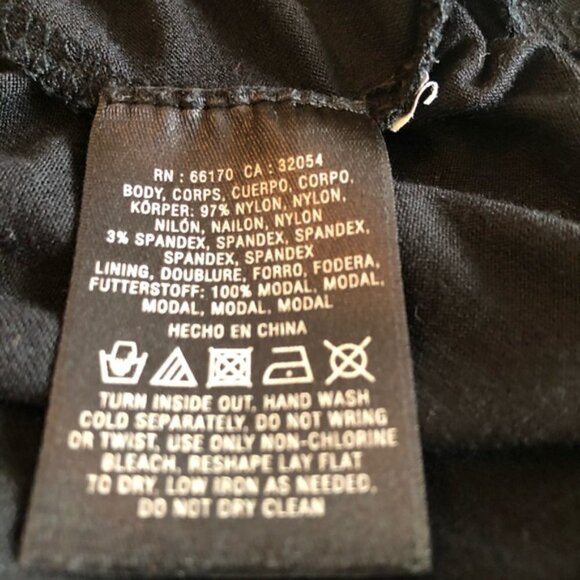 RN : 66170 CA : 32054
BODY, CORPS, CUERPO, CORPO,
KÖRPER: 97% NYLON, NYLON,
NILÓN, NAILON, NYLON
3% SPANDEX, SPANDEX, SPANDEX,
SPANDEX, SPANDEX
LINING, DOUBLURE, FORRO, FODERA,
FUTTERSTOFF: 100% MODAL, MODAL,
MODAL, MODAL, MODAL
HECHO EN CHINA
TURN INSIDE OUT, HAND WASH
COLD SEPARATELY, DO NOT WRING
OR TWIST, USE ONLY NON-CHLORINE
BLEACH. RESHAPE LAY FLAT
TO DRY, LOW IRON AS NEEDED.
DO NOT DRY CLEAN